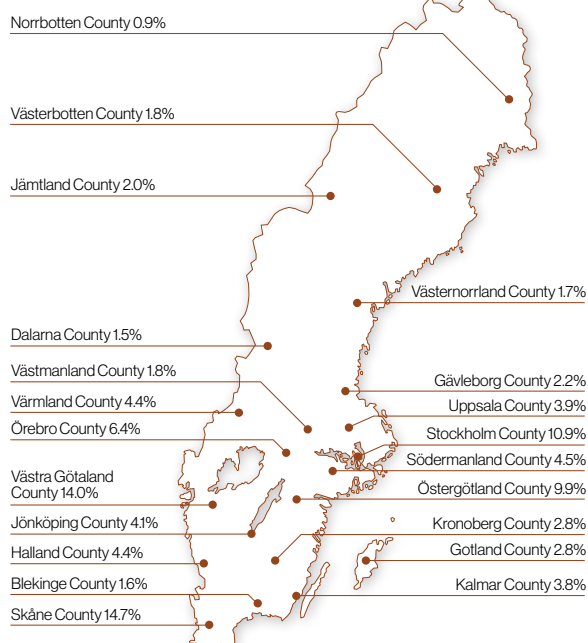 Norrbotten County 0.9%
Västerbotten County 1.8%
Jämtland County 2.0%
Västernorrland County 1.7%
Dalarna County 1.5%
Västmanland County 1.8%
Gävleborg County 2.2%
Värmland County 4.4%
Uppsala County 3.9%
Örebro County 6.4%
Stockholm County 10.9%
Södermanland County 4.5%
Västra Götaland
County 14.0%
Östergötland County 9.9%
Jönköping County 4.1%
Kronoberg County 2.8%
Halland County 4.4%
Gotland County 2.8%
Blekinge County 1.6%
Kalmar County 3.8%
Skåne County 14.7%